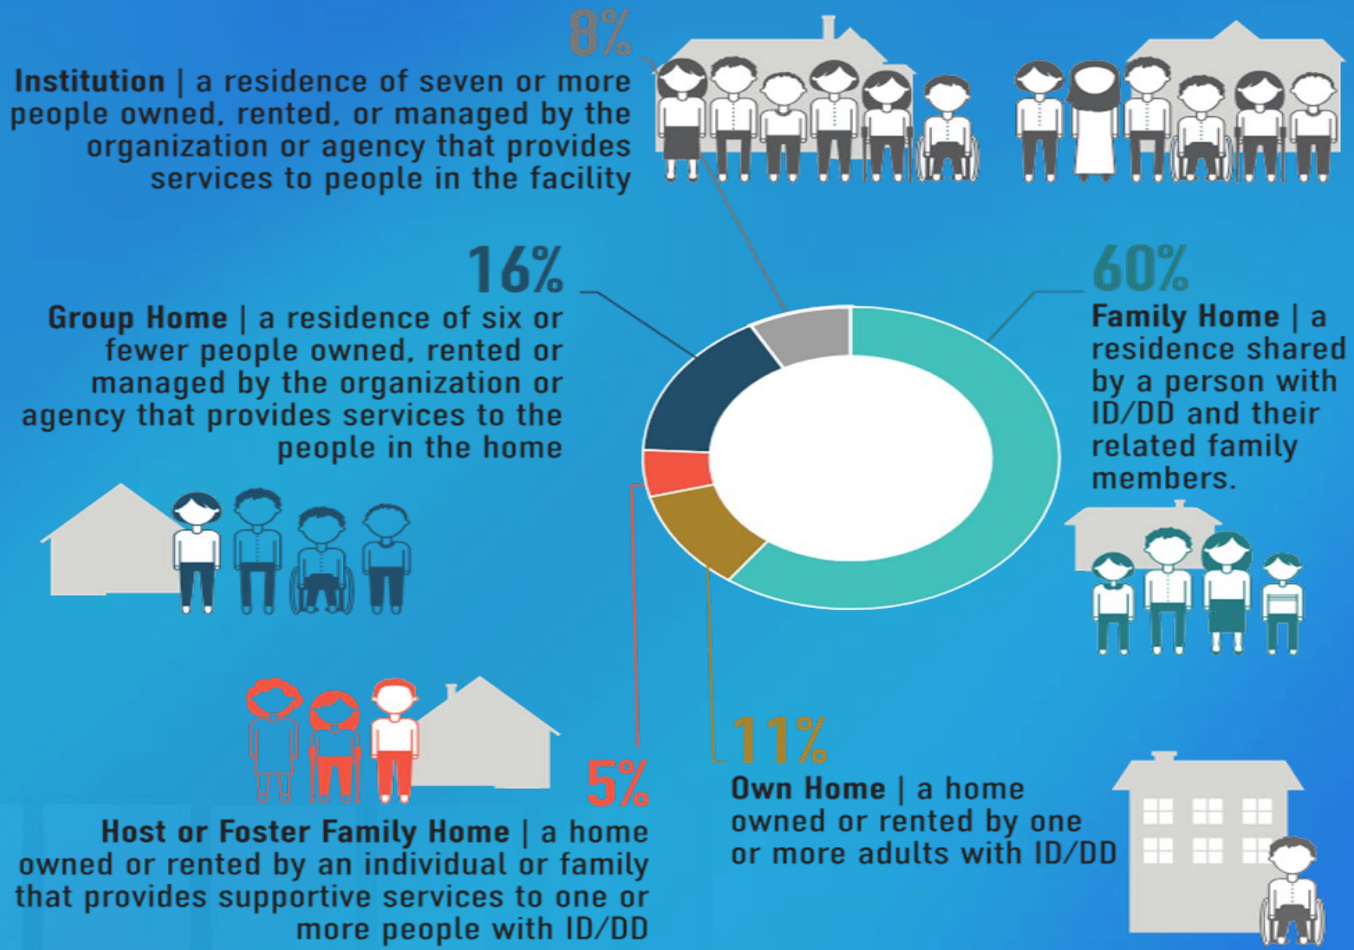 8%
Institution | a residence of seven or more
people owned, rented, or managed by the
organization or agency that provides
services to people in the facility
16%
Group Home | a residence of six or
fewer people owned, rented or
managed by the organization or
agency that provides services to the
people in the home
60%
Family Home | a
residence shared
by a person with
ID/DD and their
related family
members.
5%
Host or Foster Family Home | a home
owned or rented by an individual or family
that provides supportive services to one or
more people with ID/DD
11%
Own Home | a home
owned or rented by one
or more adults with ID/DD